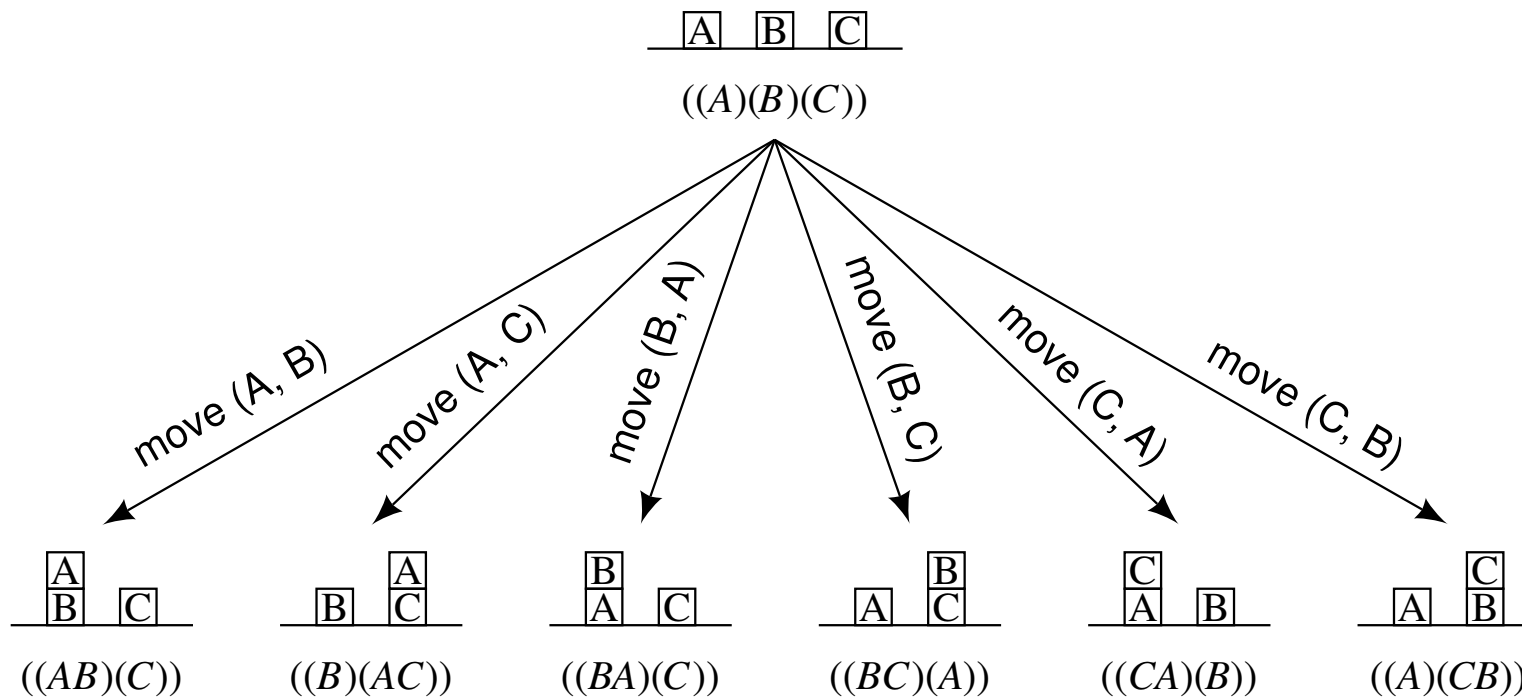 A B C
((A)(B)(C))
move (A, B)
move (A, C)
move (B, A)
move (B, C)
move (C, A)
move (C, B)
A
B C
A
B C
B
A C
B
A C
C
A B
C
A B
((AB)(C))
((B)(AC))
((BA)(C))
((BC)(A))
((CA)(B))
((A)(CB))